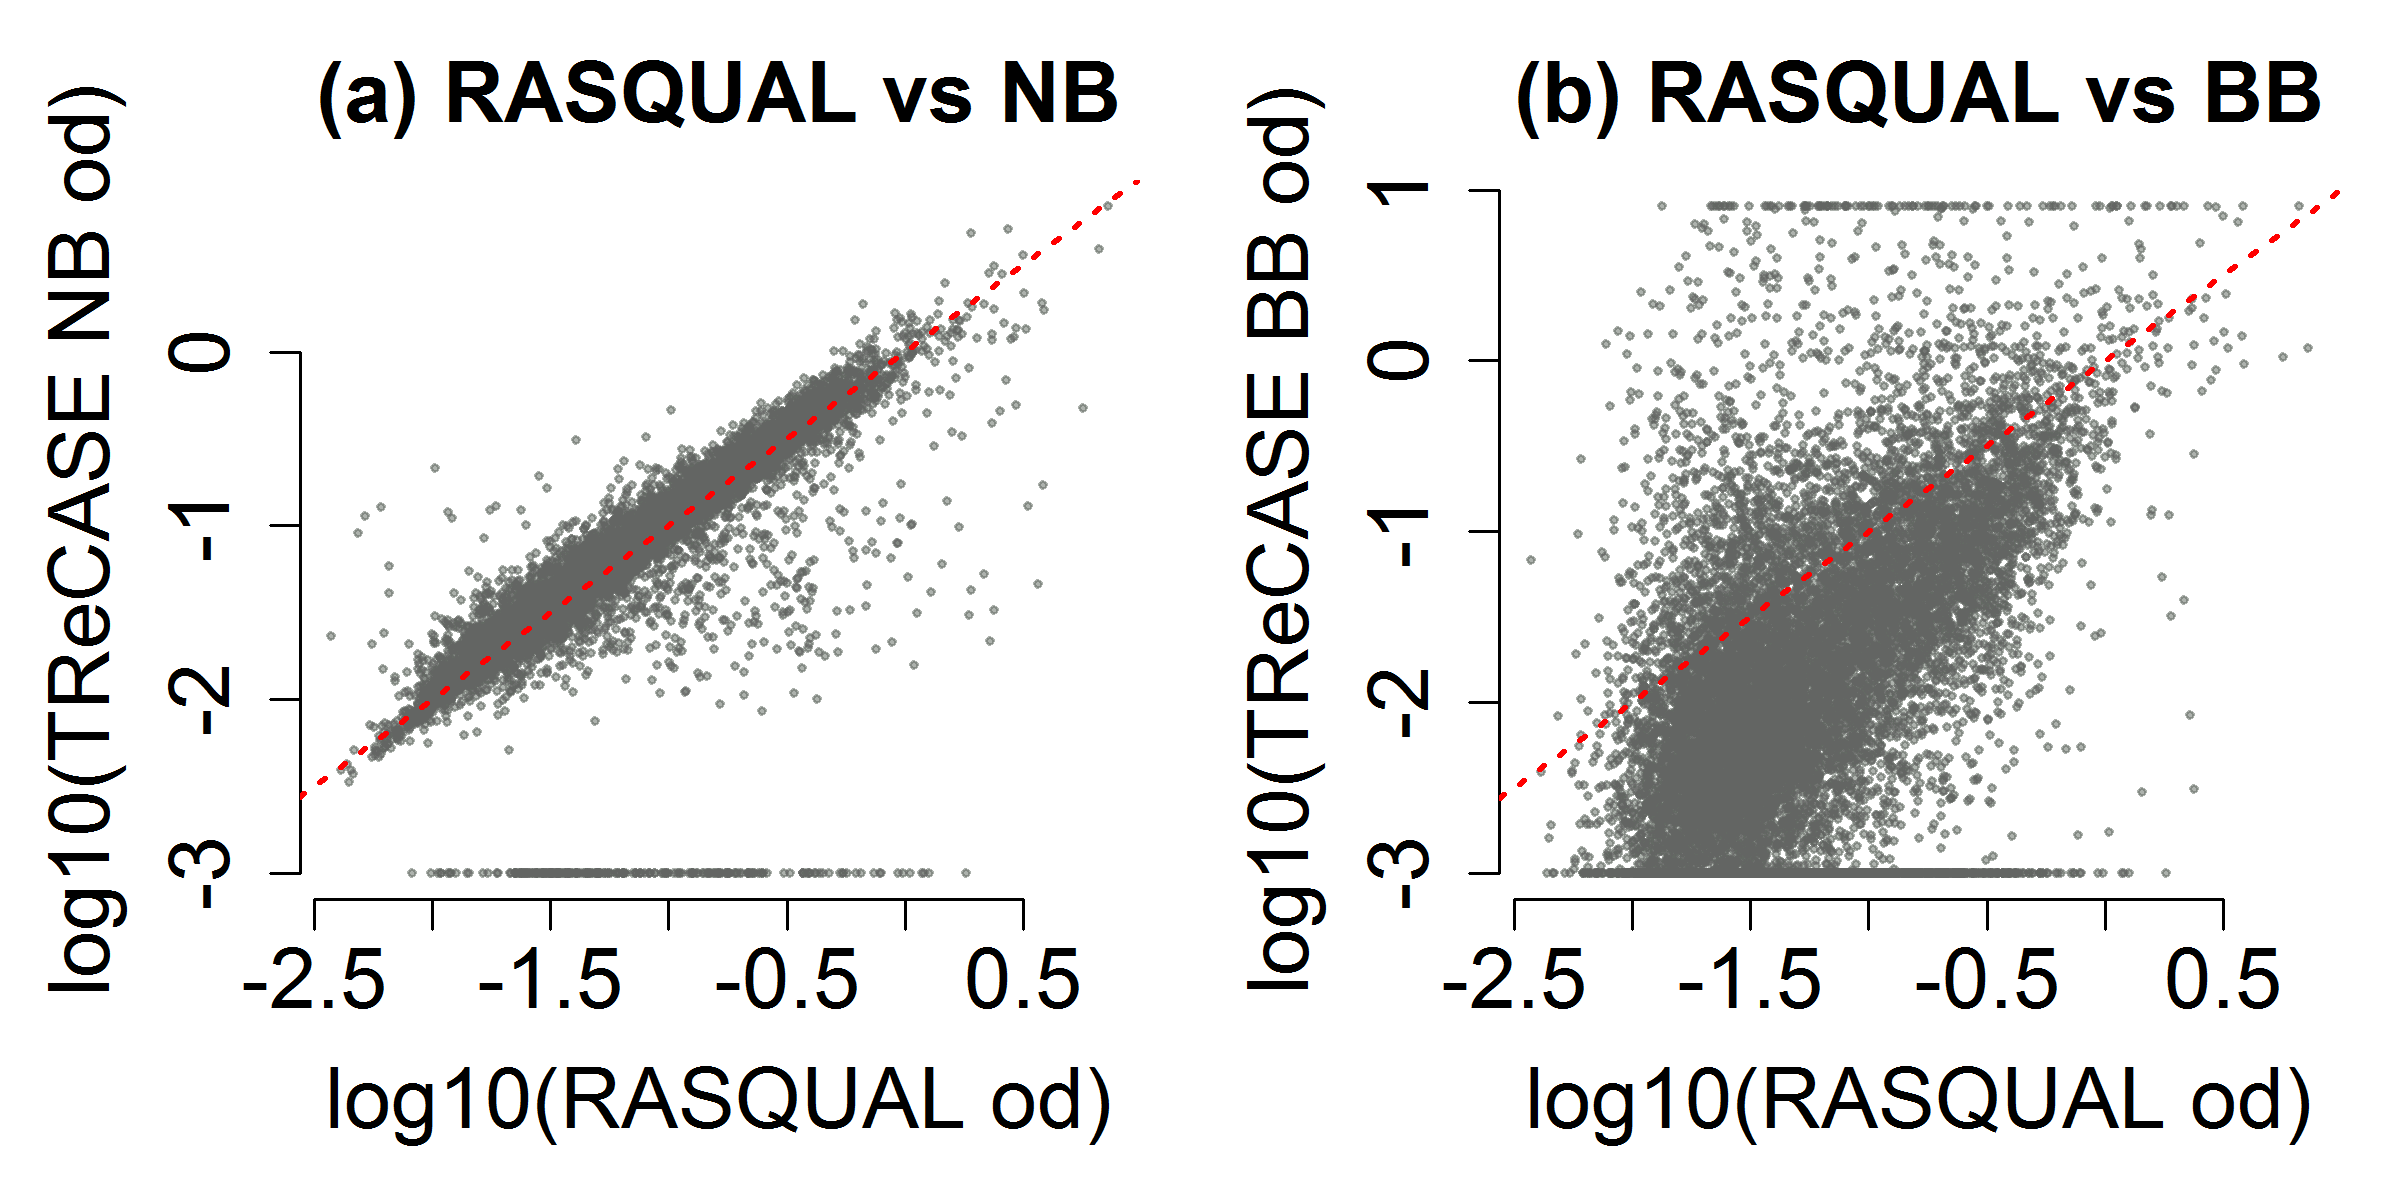 (a) RASQUAL vs NB
log10(TReCASE NB od)
0
-1
-2
-3
-2.5 -1.5 -0.5 0.5
log10(RASQUAL od)
(b) RASQUAL vs BB
log10(TReCASE BB od)
1
0
-1
-2
-3
-2.5 -1.5 -0.5 0.5
log10(RASQUAL od)